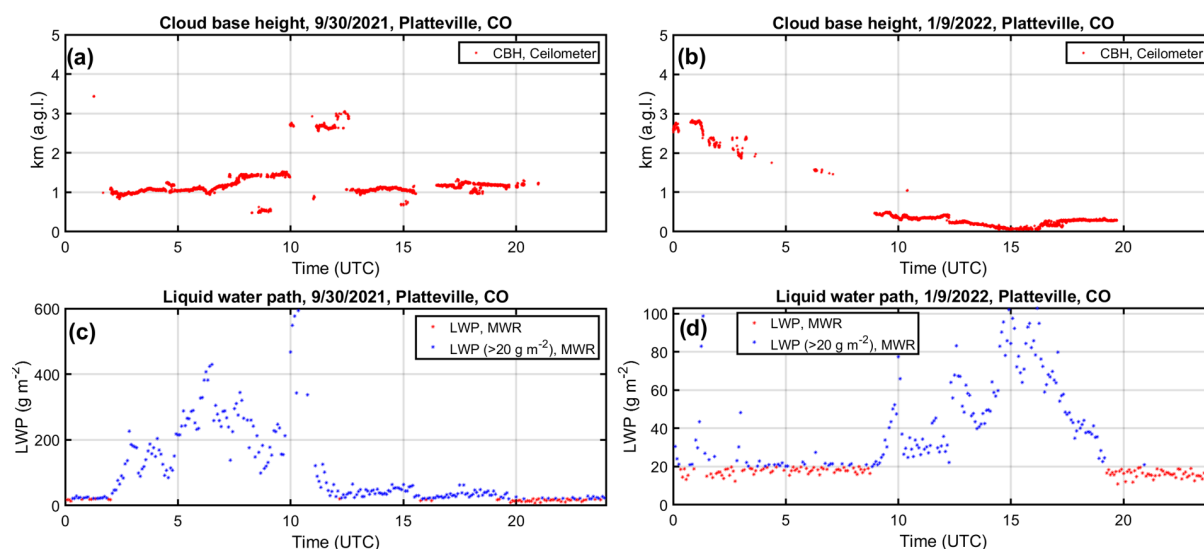 Cloud base height, 9/30/2021, Platteville, CO
(a)
CBH, Ceilometer
km (a.g.l.)
5
4
3
2
1
0
0 5 10 15 20
Time (UTC)
Cloud base height, 1/9/2022, Platteville, CO
(b)
CBH, Ceilometer
km (a.g.l.)
5
4
3
2
1
0
0 5 10 15 20
Time (UTC)
Liquid water path, 9/30/2021, Platteville, CO
(c)
LWP, MWR
LWP (>20 g m⁻²), MWR
LWP (g m⁻²)
600
400
200
0
0 5 10 15 20
Time (UTC)
Liquid water path, 1/9/2022, Platteville, CO
(d)
LWP, MWR
LWP (>20 g m⁻²), MWR
LWP (g m⁻²)
100
80
60
40
20
0
0 5 10 15 20
Time (UTC)